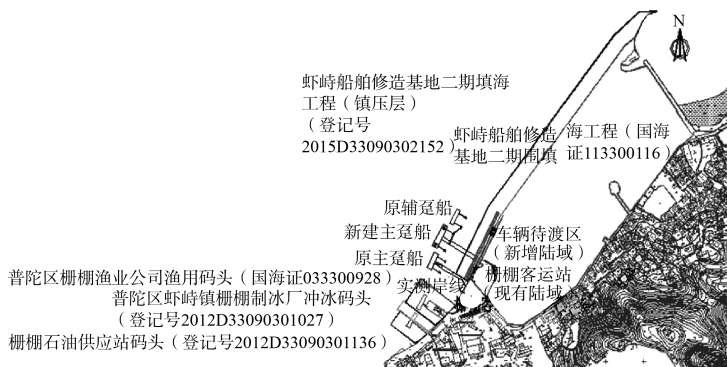 N
虾峙船舶修造基地二期填海
工程（镇压层）
（登记号
2015D33090302152）
虾峙船舶修造
基地二期围填
海工程（国海
证113300116）
原辅趸船
新建主趸船
原主趸船
车辆待渡区
（新增陆域）
栅棚客运站
（现有陆域）
实测岸线
普陀区栅棚渔业公司渔用码头（国海证033300928）
普陀区虾峙镇栅棚制冰厂冲冰码头
（登记号2012D33090301027）
栅棚石油供应站码头（登记号2012D33090301136）